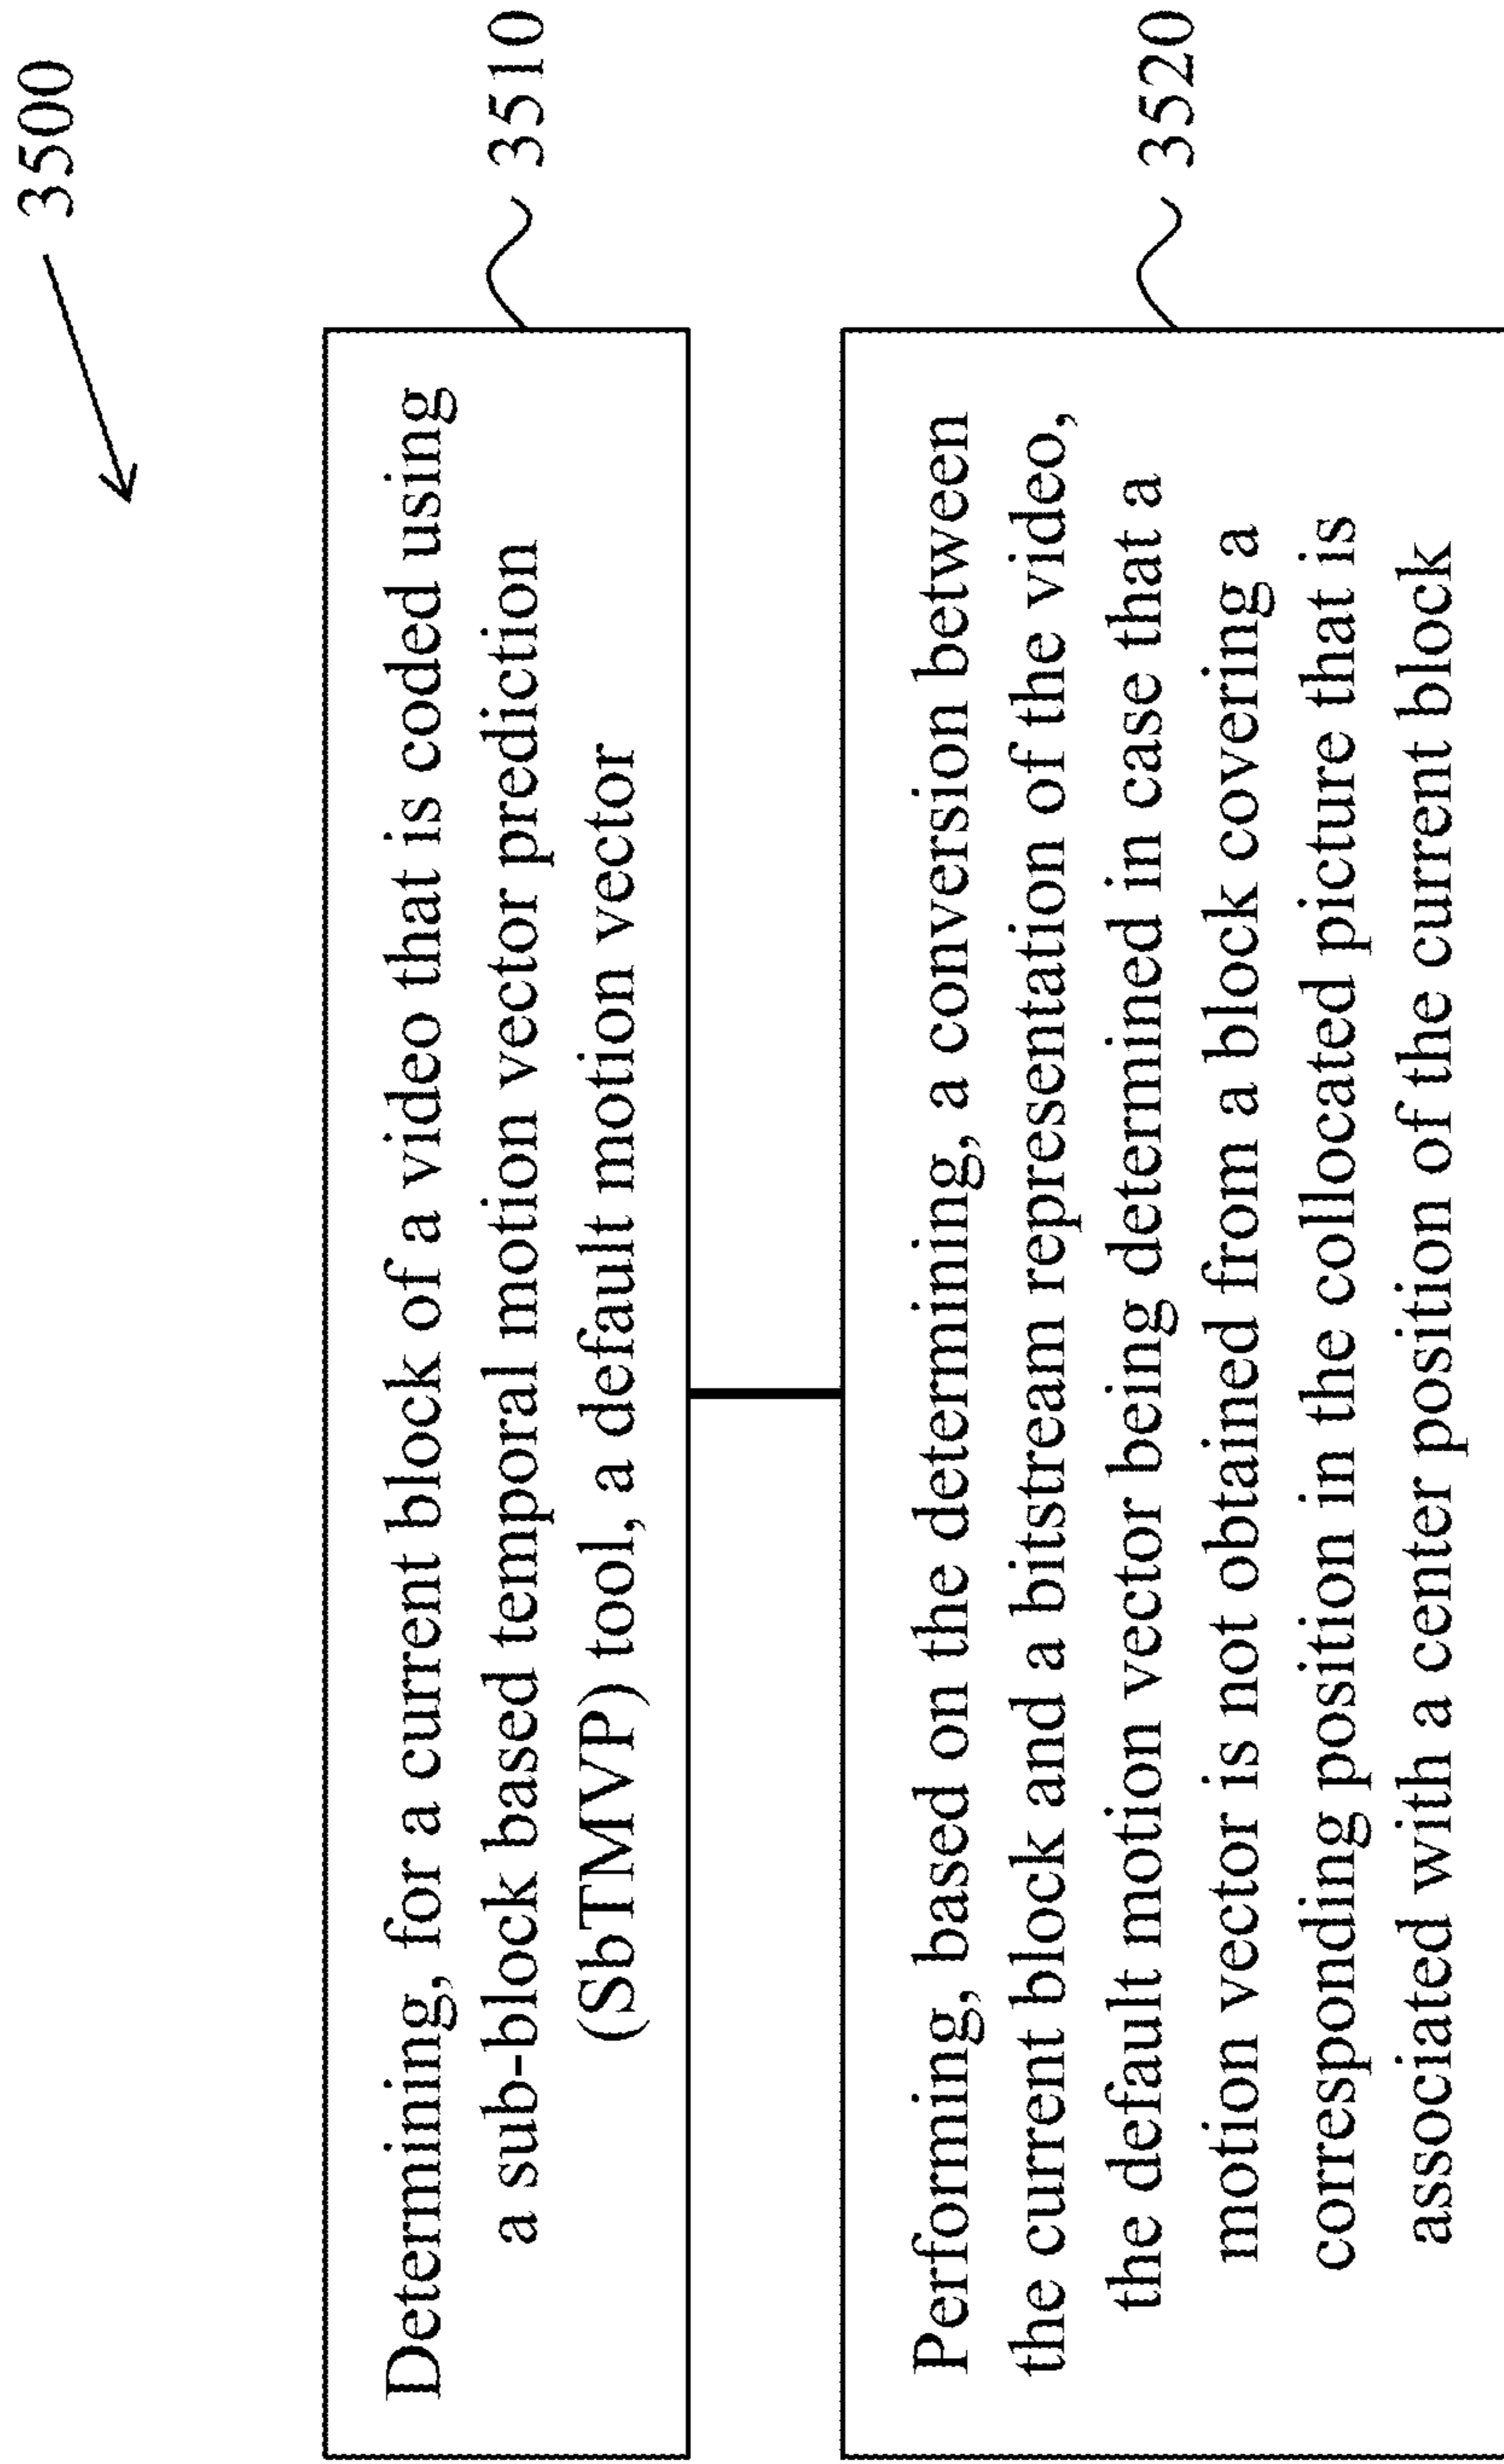 3500
Determining, for a current block of a video that is coded using
a sub-block based temporal motion vector prediction
(SbTMVP) tool, a default motion vector
3510
Performing, based on the determining, a conversion between
the current block and a bitstream representation of the video,
the default motion vector being determined in case that a
motion vector is not obtained from a block covering a
corresponding position in the collocated picture that is
associated with a center position of the current block
3520